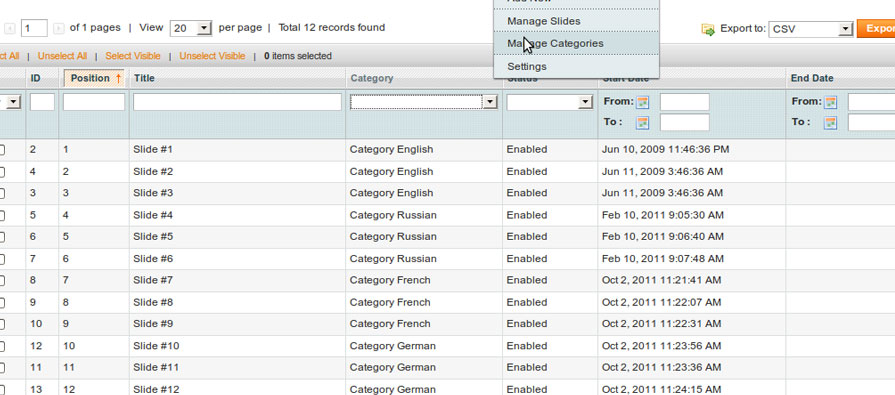 1 of 1 pages | View 20 per page | Total 12 records found
Manage Slides
Export to: CSV
Manage Categories
Settings
Unselect All | Select Visible | Unselect Visible | 0 items selected
ID Position ↑ Title Category Status Start Date End Date
From: From:
To : To :
2 1 Slide #1 Category English Enabled Jun 10, 2009 11:46:36 PM
4 2 Slide #2 Category English Enabled Jun 11, 2009 3:46:36 AM
3 3 Slide #3 Category English Enabled Jun 11, 2009 3:46:36 AM
5 4 Slide #4 Category Russian Enabled Feb 10, 2011 9:05:30 AM
6 5 Slide #5 Category Russian Enabled Feb 10, 2011 9:06:40 AM
7 6 Slide #6 Category Russian Enabled Feb 10, 2011 9:07:48 AM
8 7 Slide #7 Category French Enabled Oct 2, 2011 11:21:41 AM
9 8 Slide #8 Category French Enabled Oct 2, 2011 11:22:07 AM
10 9 Slide #9 Category French Enabled Oct 2, 2011 11:22:31 AM
12 10 Slide #10 Category German Enabled Oct 2, 2011 11:23:56 AM
11 11 Slide #11 Category German Enabled Oct 2, 2011 11:23:36 AM
13 12 Slide #12 Category German Enabled Oct 2, 2011 11:24:15 AM